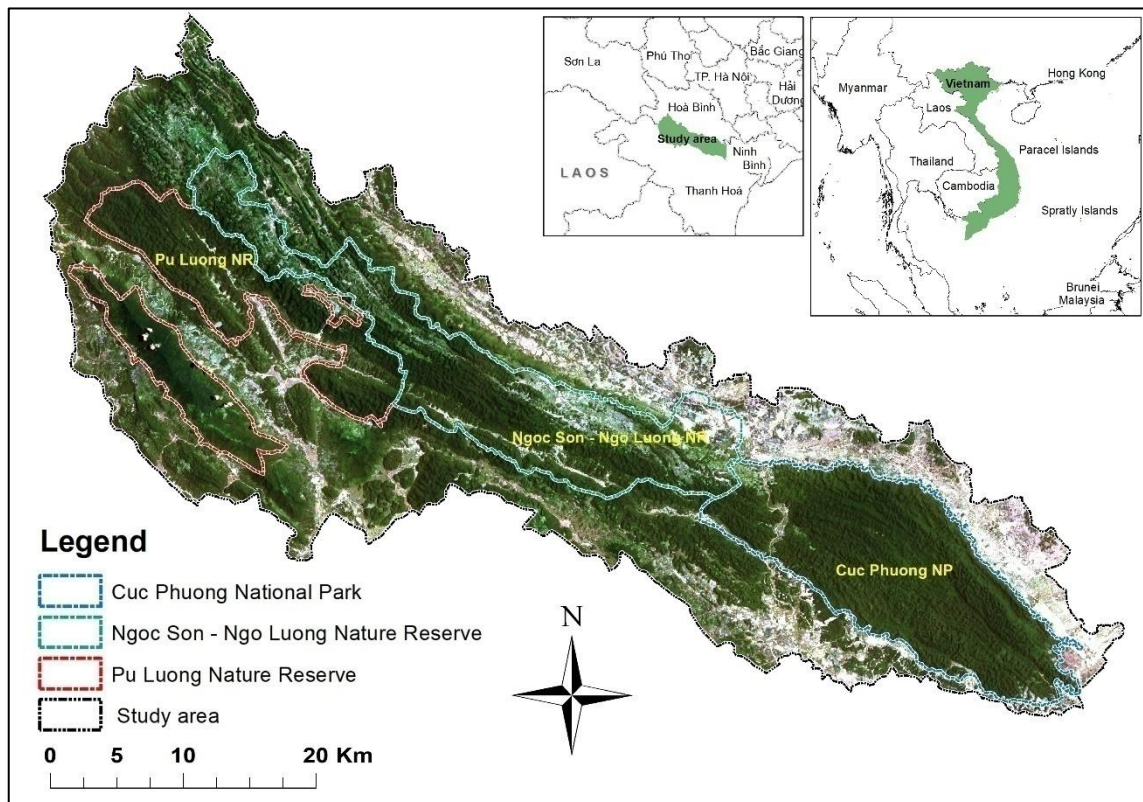 Sơn La
Phú Thọ
Bắc Giang
TP. Hà Nội
Hải
Dương
Hoà Bình
Study area
Ninh
Bình
LAOS
Thanh Hoá
Myanmar
Vietnam
Hong Kong
Laos
Paracel Islands
Thailand
Cambodia
Spratly Islands
Brunei
Malaysia
Pu Luong NR
Ngoc Son - Ngo Luong NR
Cuc Phuong NP
Legend
Cuc Phuong National Park
Ngoc Son - Ngo Luong Nature Reserve
Pu Luong Nature Reserve
Study area
0 5 10 20 Km
N